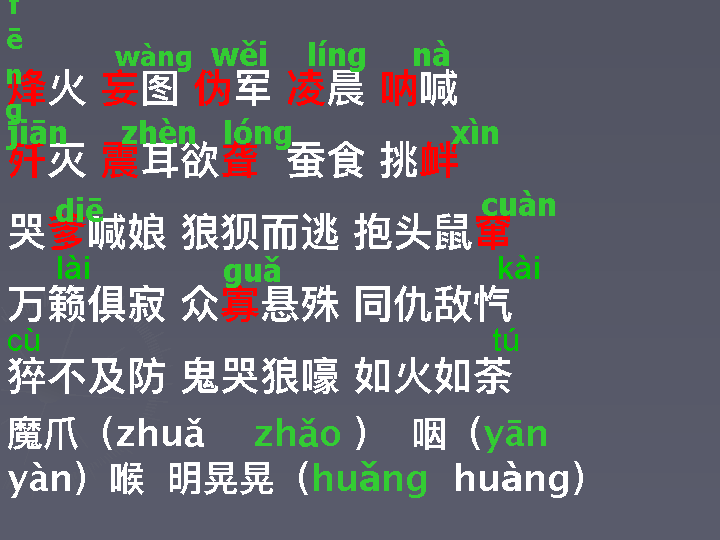 fēng wàng wěi líng nà
烽火 妄图 伪军 凌晨 呐喊
jiān zhèn lóng xìn
歼灭 震耳欲聋 蚕食 挑衅
diē cuàn
哭爹喊娘 狼狈而逃 抱头鼠窜
lài guǎ kài
万籁俱寂 众寡悬殊 同仇敌忾
cù tú
猝不及防 鬼哭狼嚎 如火如荼
魔爪（zhuǎ zhǎo ） 咽（yān
yàn）喉 明晃晃（huǎng huàng）